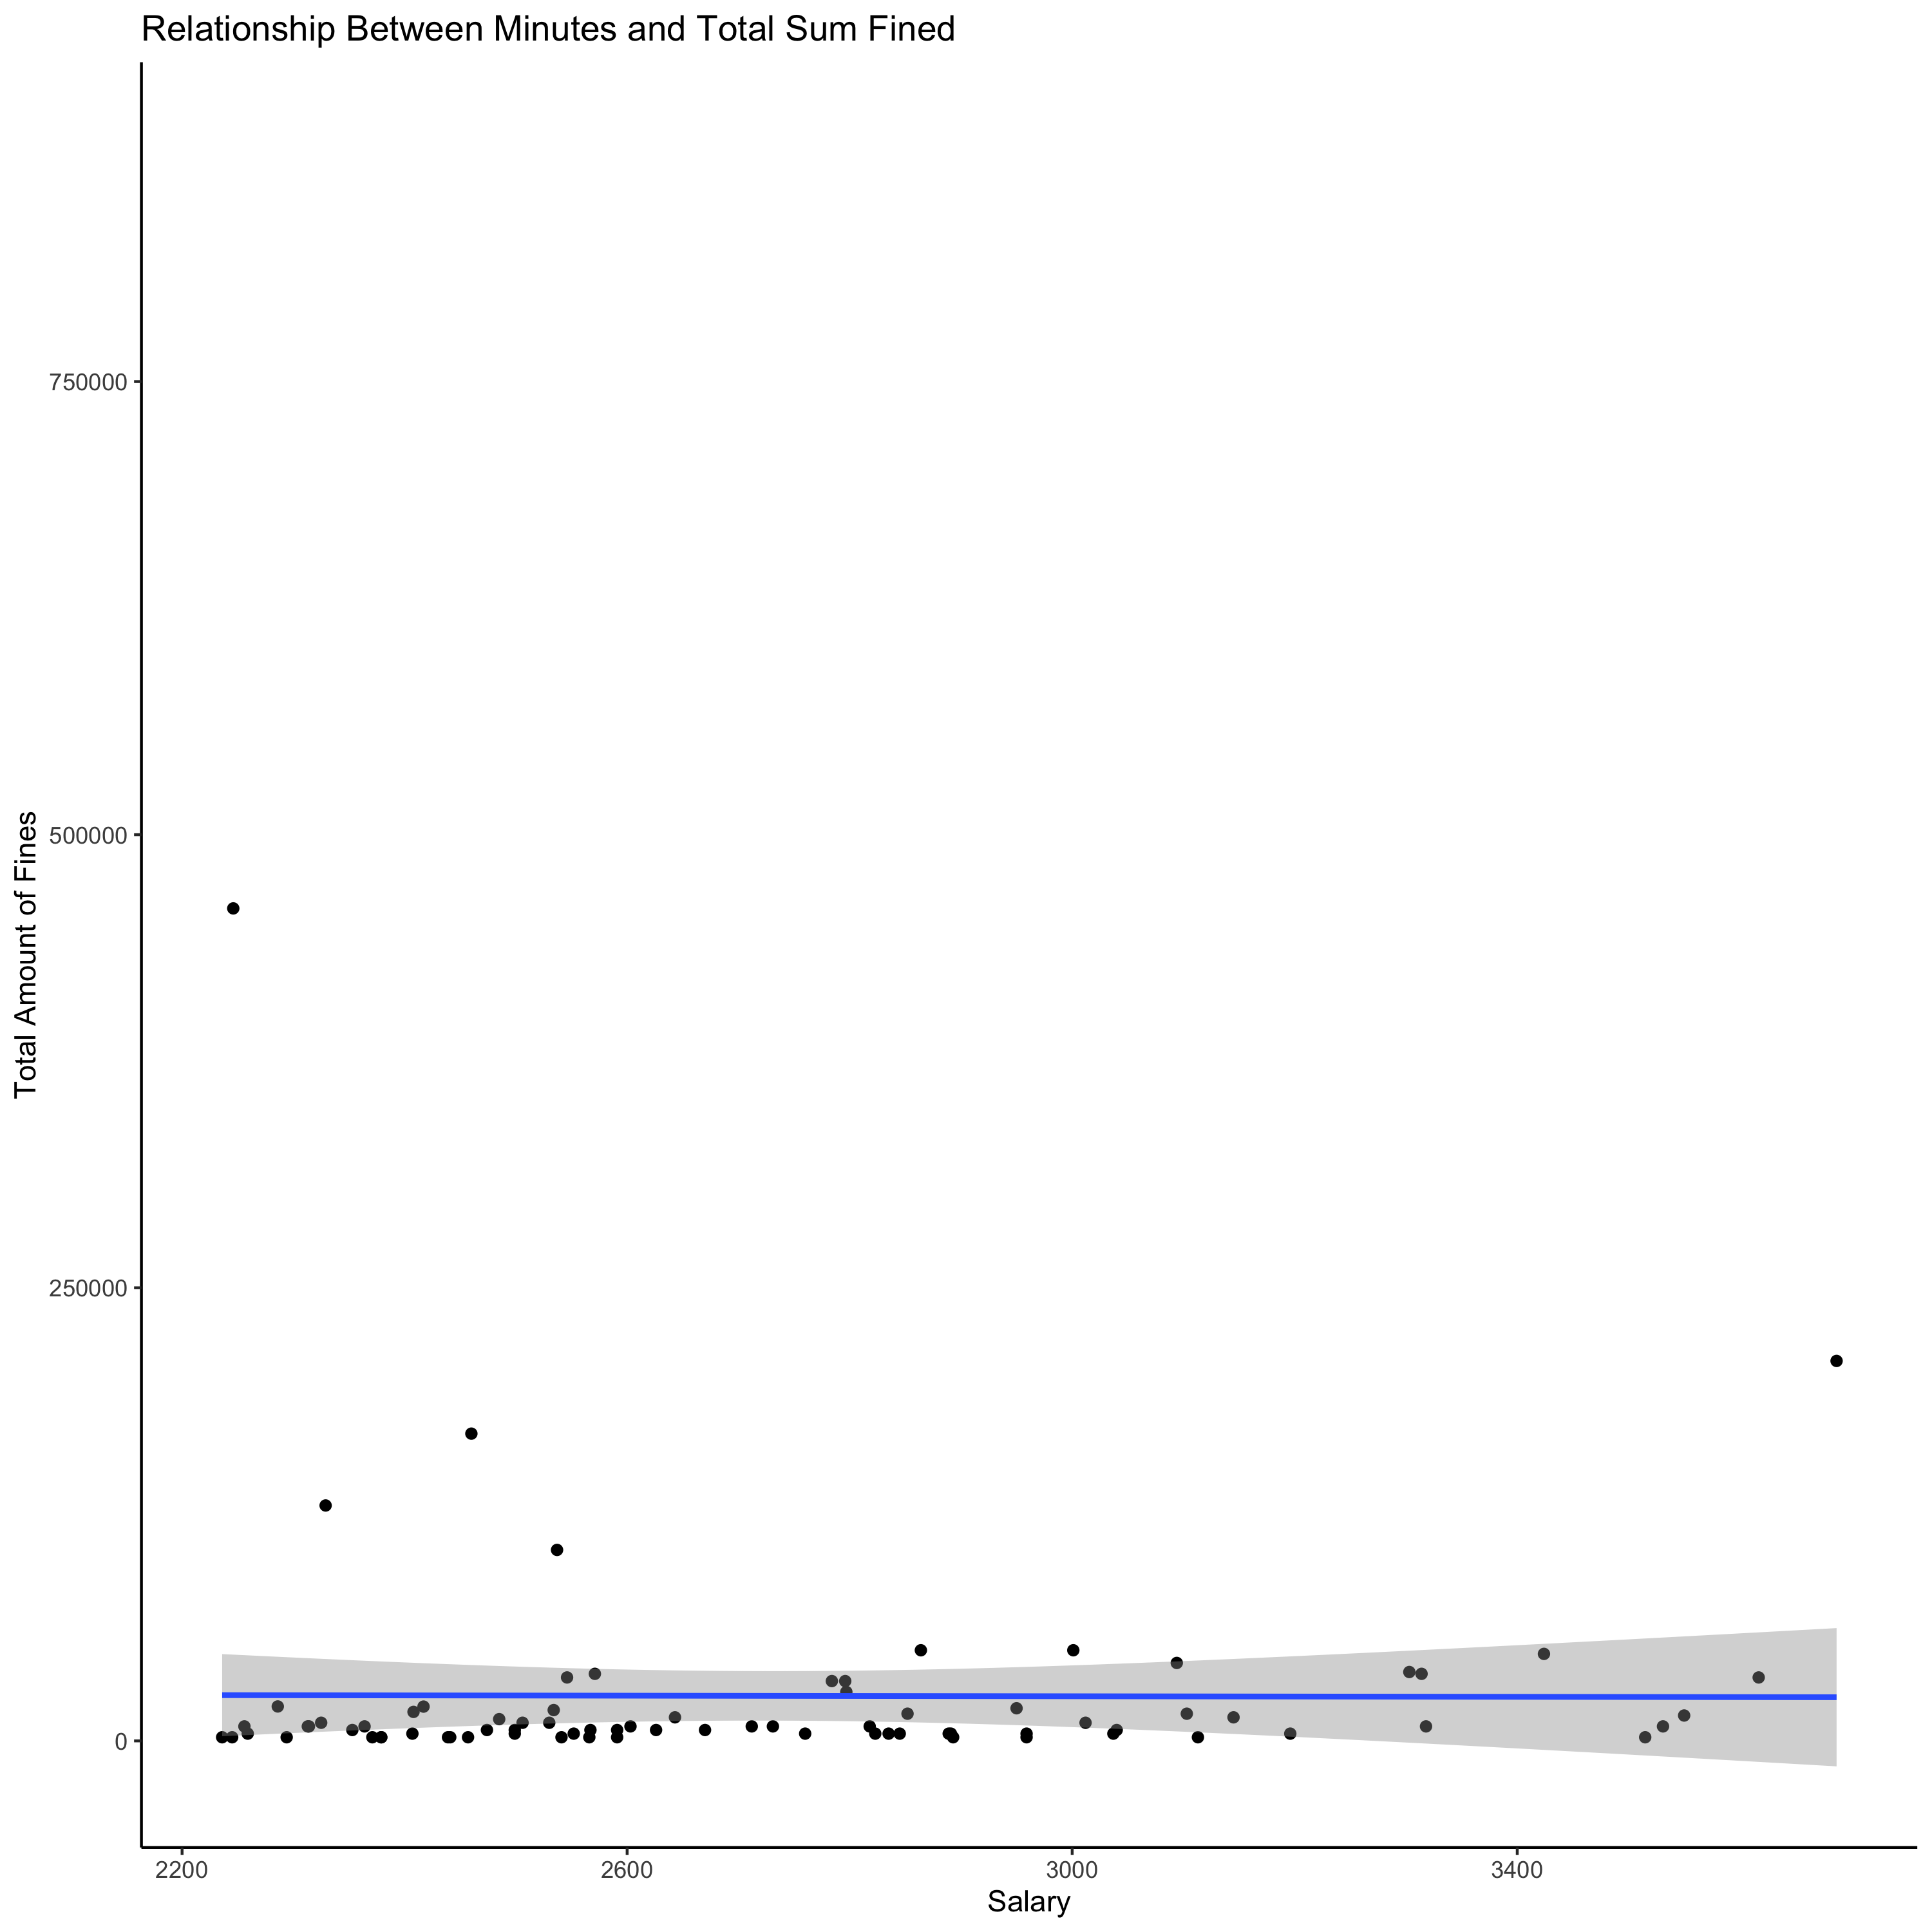 Relationship Between Minutes and Total Sum Fined
Total Amount of Fines
750000
500000
250000
0
2200 2600 3000 3400
Salary